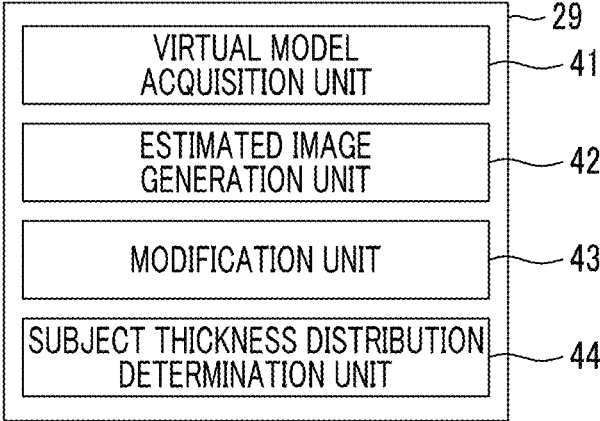 29
VIRTUAL MODEL
ACQUISITION UNIT
41
ESTIMATED IMAGE
GENERATION UNIT
42
MODIFICATION UNIT
43
SUBJECT THICKNESS DISTRIBUTION
DETERMINATION UNIT
44